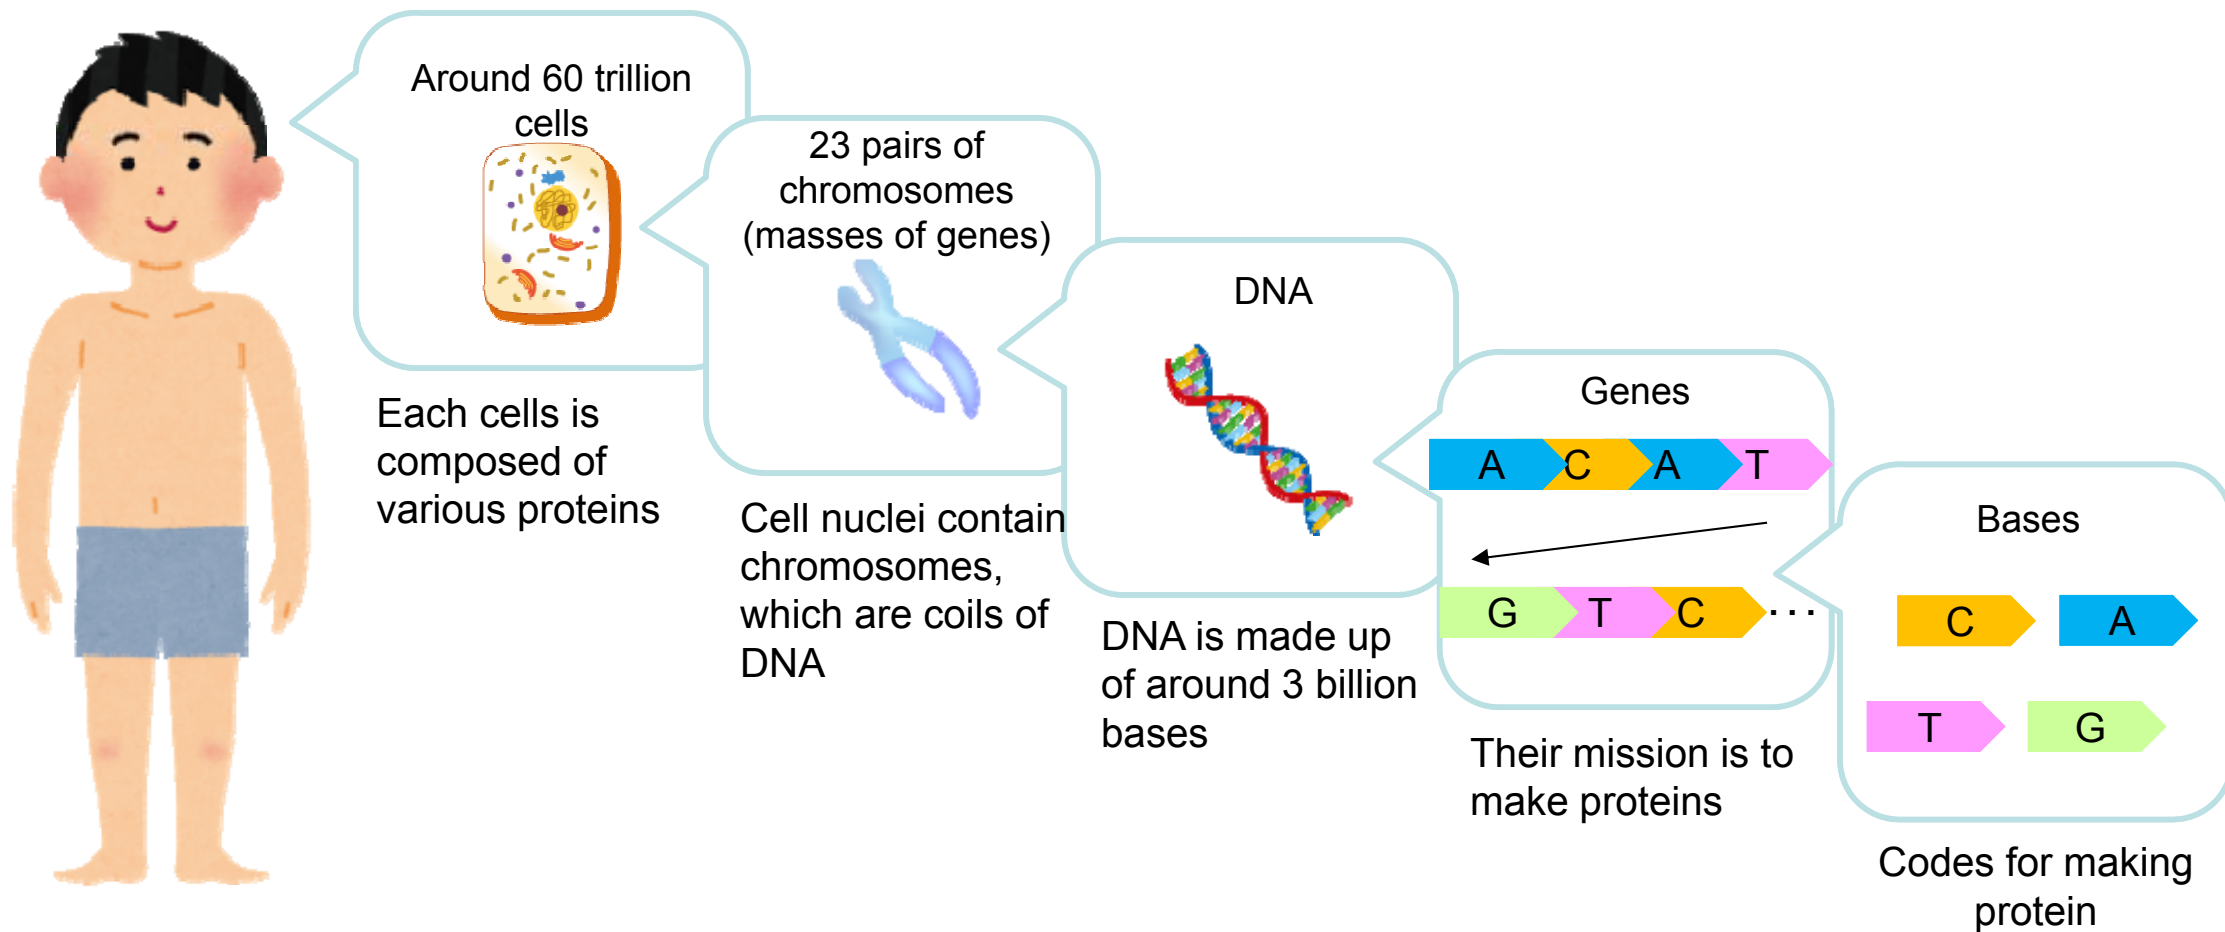 Around 60 trillion
cells
Each cells is
composed of
various proteins
23 pairs of
chromosomes
(masses of genes)
Cell nuclei contain
chromosomes,
which are coils of
DNA
DNA
DNA is made up
of around 3 billion
bases
Genes
A C A T
G T C ...
Their mission is to
make proteins
Bases
C A
T G
Codes for making
protein